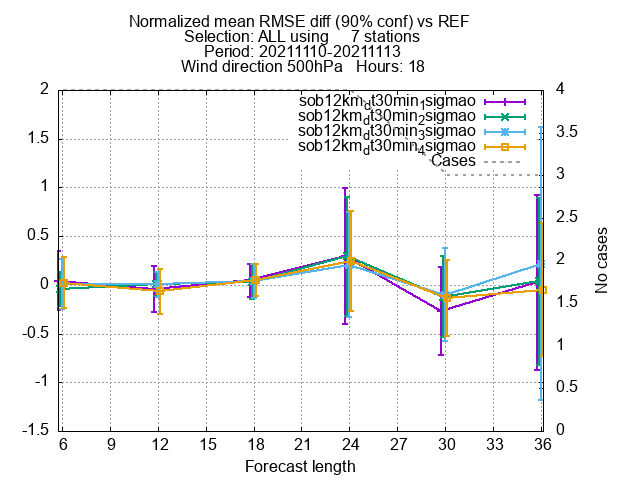 Normalized mean RMSE diff (90% conf) vs REF
Selection: ALL using 7 stations
Period: 20211110-20211113
Wind direction 500hPa Hours: 18
sob12km_dt30min_1sigmao
sob12km_dt30min_2sigmao
sob12km_dt30min_3sigmao
sob12km_dt30min_4sigmao
Cases
2
1.5
1
0.5
0
-0.5
-1
-1.5
4
3.5
3
2.5
2
1.5
1
0.5
0
No cases
6 9 12 15 18 21 24 27 30 33 36
Forecast length